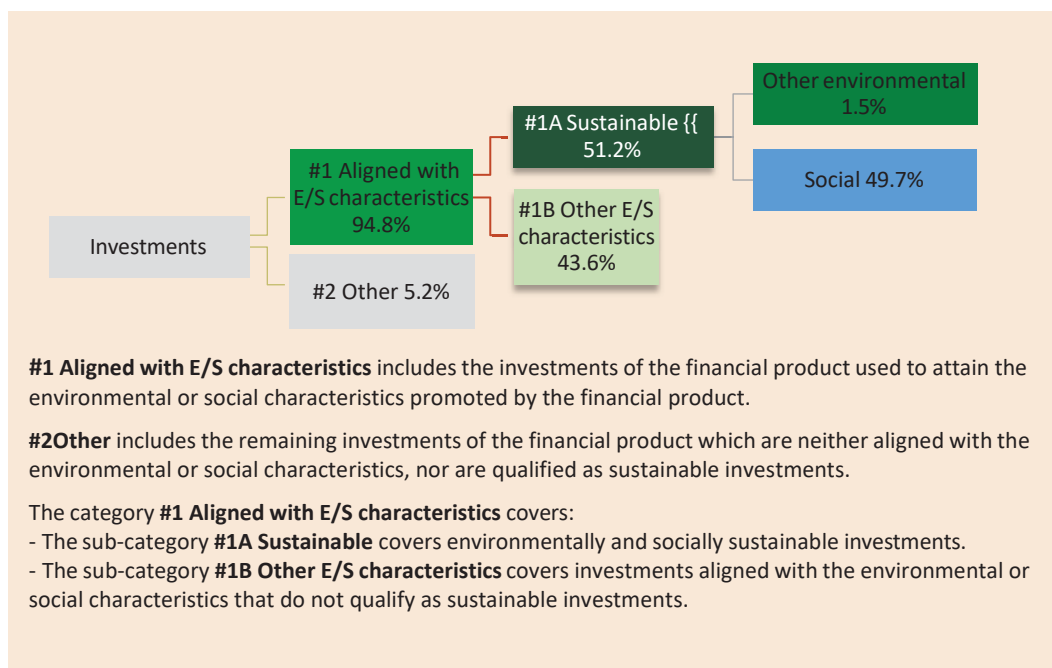 Investments
#1 Aligned with
E/S characteristics
94.8%
#2 Other 5.2%
#1A Sustainable {{
51.2%
#1B Other E/S
characteristics
43.6%
Other environmental
1.5%
Social 49.7%
#1 Aligned with E/S characteristics includes the investments of the financial product used to attain the
environmental or social characteristics promoted by the financial product.
#2Other includes the remaining investments of the financial product which are neither aligned with the
environmental or social characteristics, nor are qualified as sustainable investments.
The category #1 Aligned with E/S characteristics covers:
- The sub-category #1A Sustainable covers environmentally and socially sustainable investments.
- The sub-category #1B Other E/S characteristics covers investments aligned with the environmental or
social characteristics that do not qualify as sustainable investments.